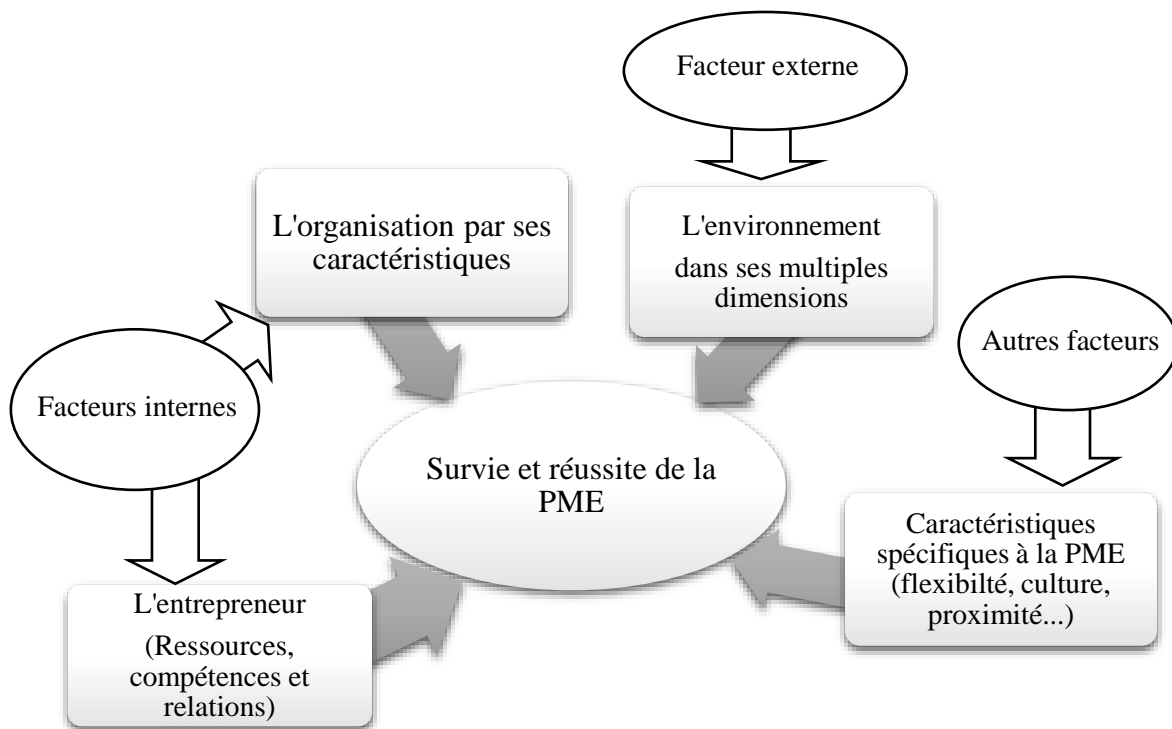 Facteur externe
L'organisation par ses
caractéristiques
L'environnement
dans ses multiples
dimensions
Autres facteurs
Facteurs internes
Survie et réussite de la
PME
Caractéristiques
spécifiques à la PME
(flexibilté, culture,
proximité...)
L'entrepreneur
(Ressources,
compétences et
relations)